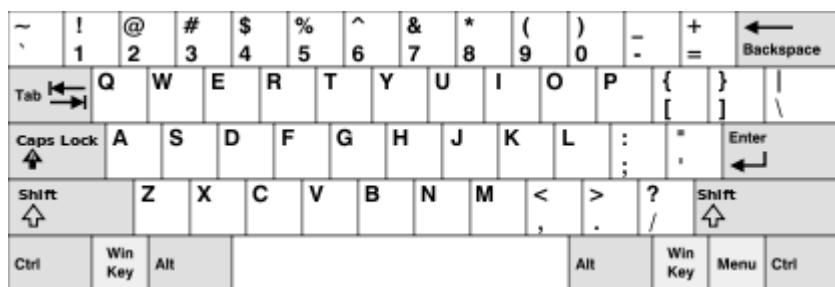 ~ ! @ # $ % ^ & * ( ) _ +
` 1 2 3 4 5 6 7 8 9 0 - = Backspace
Tab Q W E R T Y U I O P { } |
[ ] \
Caps Lock A S D F G H J K L : " Enter
; '
Shift Z X C V B N M < > ? Shift
, . /
Ctrl Win Key Alt Alt Win Key Menu Ctrl